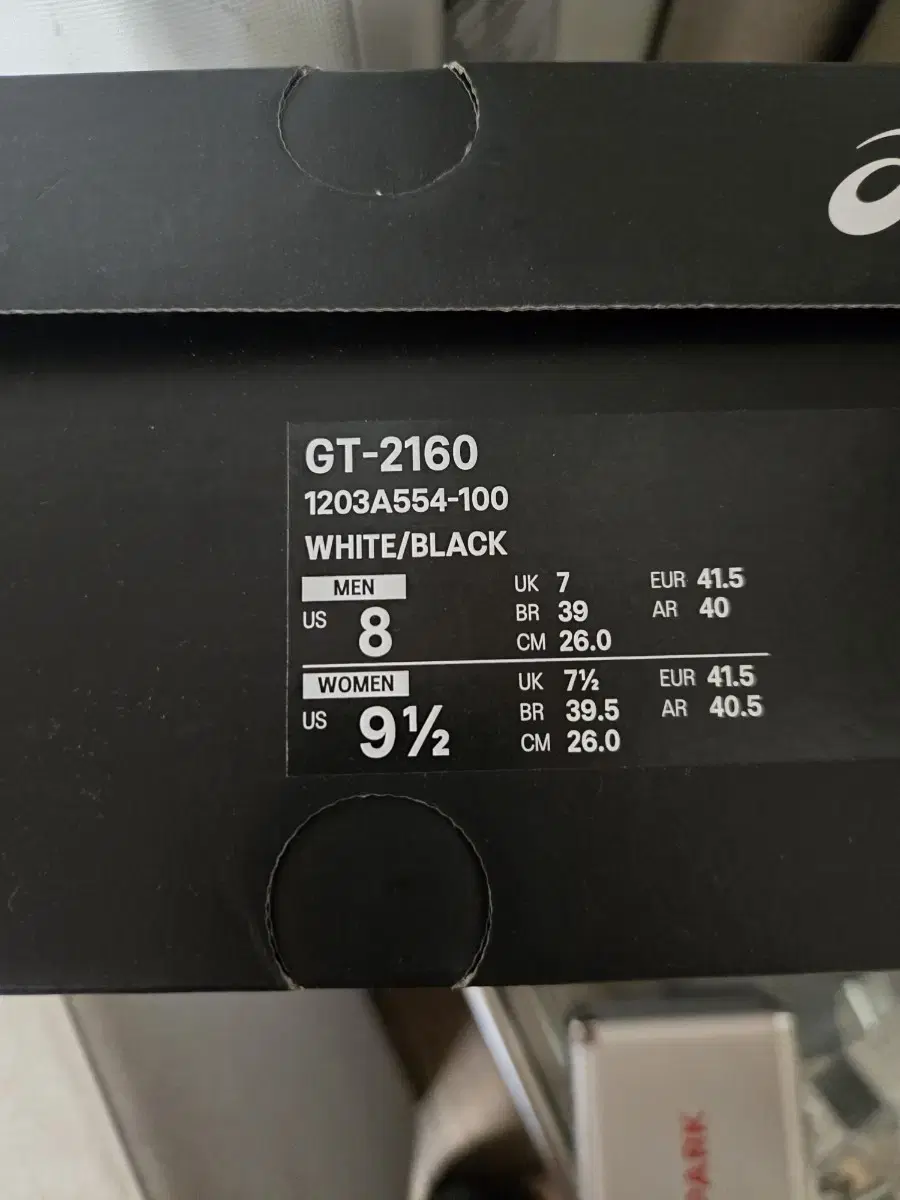 GT-2160
1203A554-100
WHITE/BLACK
MEN
US 8
UK 7 EUR 41.5
BR 39 AR 40
CM 26.0
WOMEN
US 9½
UK 7½ EUR 41.5
BR 39.5 AR 40.5
CM 26.0